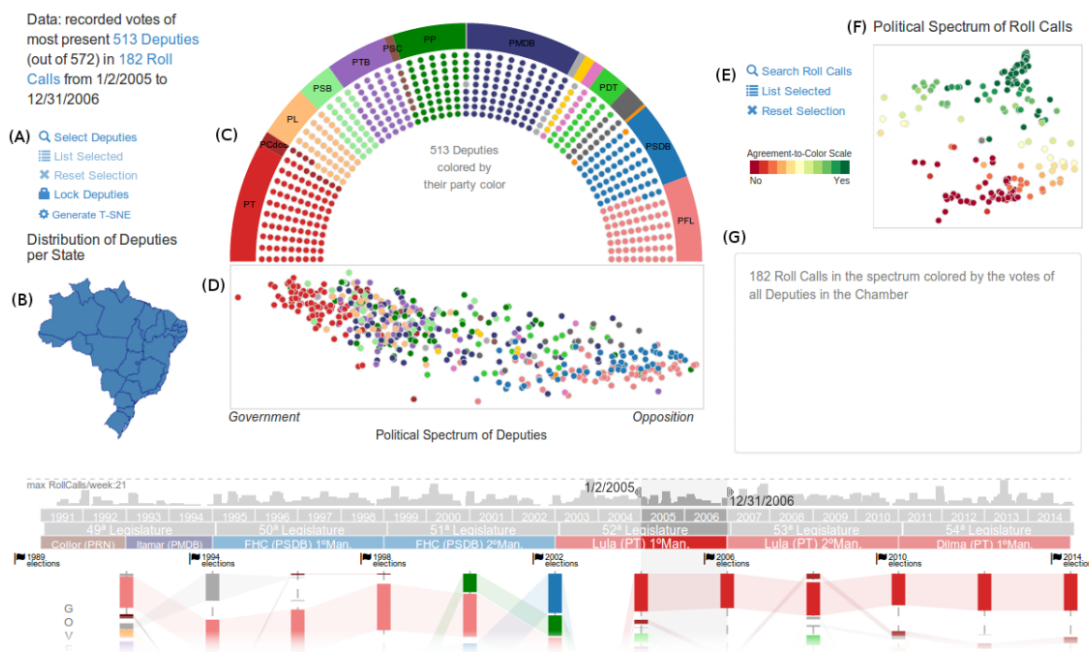 Data: recorded votes of
most present 513 Deputies
(out of 572) in 182 Roll
Calls from 1/2/2005 to
12/31/2006
(A)
Select Deputies
List Selected
Reset Selection
Lock Deputies
Generate T-SNE
Distribution of Deputies
per State
(B)
(C)
PT
PCdoB
PL
PSB
PTB
PSC
PP
PMDB
PDT
PSDB
PFL
513 Deputies
colored by
their party color
(D)
Government
Opposition
Political Spectrum of Deputies
(E)
Search Roll Calls
List Selected
Reset Selection
Agreement-to-Color Scale
No
Yes
(F) Political Spectrum of Roll Calls
(G)
182 Roll Calls in the spectrum colored by the votes of
all Deputies in the Chamber
max RollCalls/week:21
1/2/2005
12/31/2006
1991 1992 1993 1994 1995 1996 1997 1998 1999 2000 2001 2002 2003 2004 2005 2006 2007 2008 2009 2010 2011 2012 2013 2014
49ª Legislature 50ª Legislature 51ª Legislature 52ª Legislature 53ª Legislature 54ª Legislature
Collor (PRN) Itamar (PMDB) FHC (PSDB) 1ºMan. FHC (PSDB) 2ºMan. Lula (PT) 1ºMan. Lula (PT) 2ºMan. Dilma (PT) 1ºMan.
1989 1994 1998 2002 2006 2010 2014
elections elections elections elections elections elections elections
G
O
V